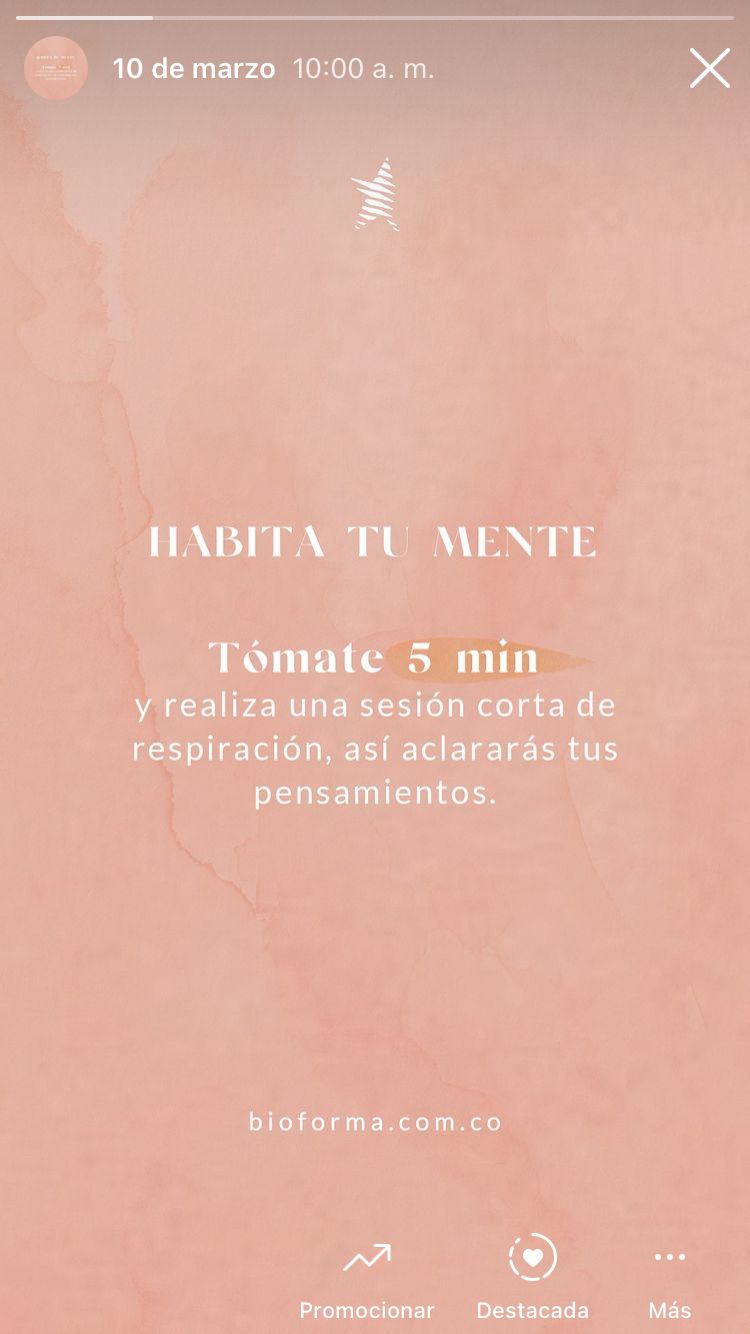 10 de marzo 10:00 a. m.
HABITA TU MENTE
Tómate 5 min
y realiza una sesión corta de
respiración, así aclararás tus
pensamientos.
bioforma.com.co
Promocionar Destacada Más